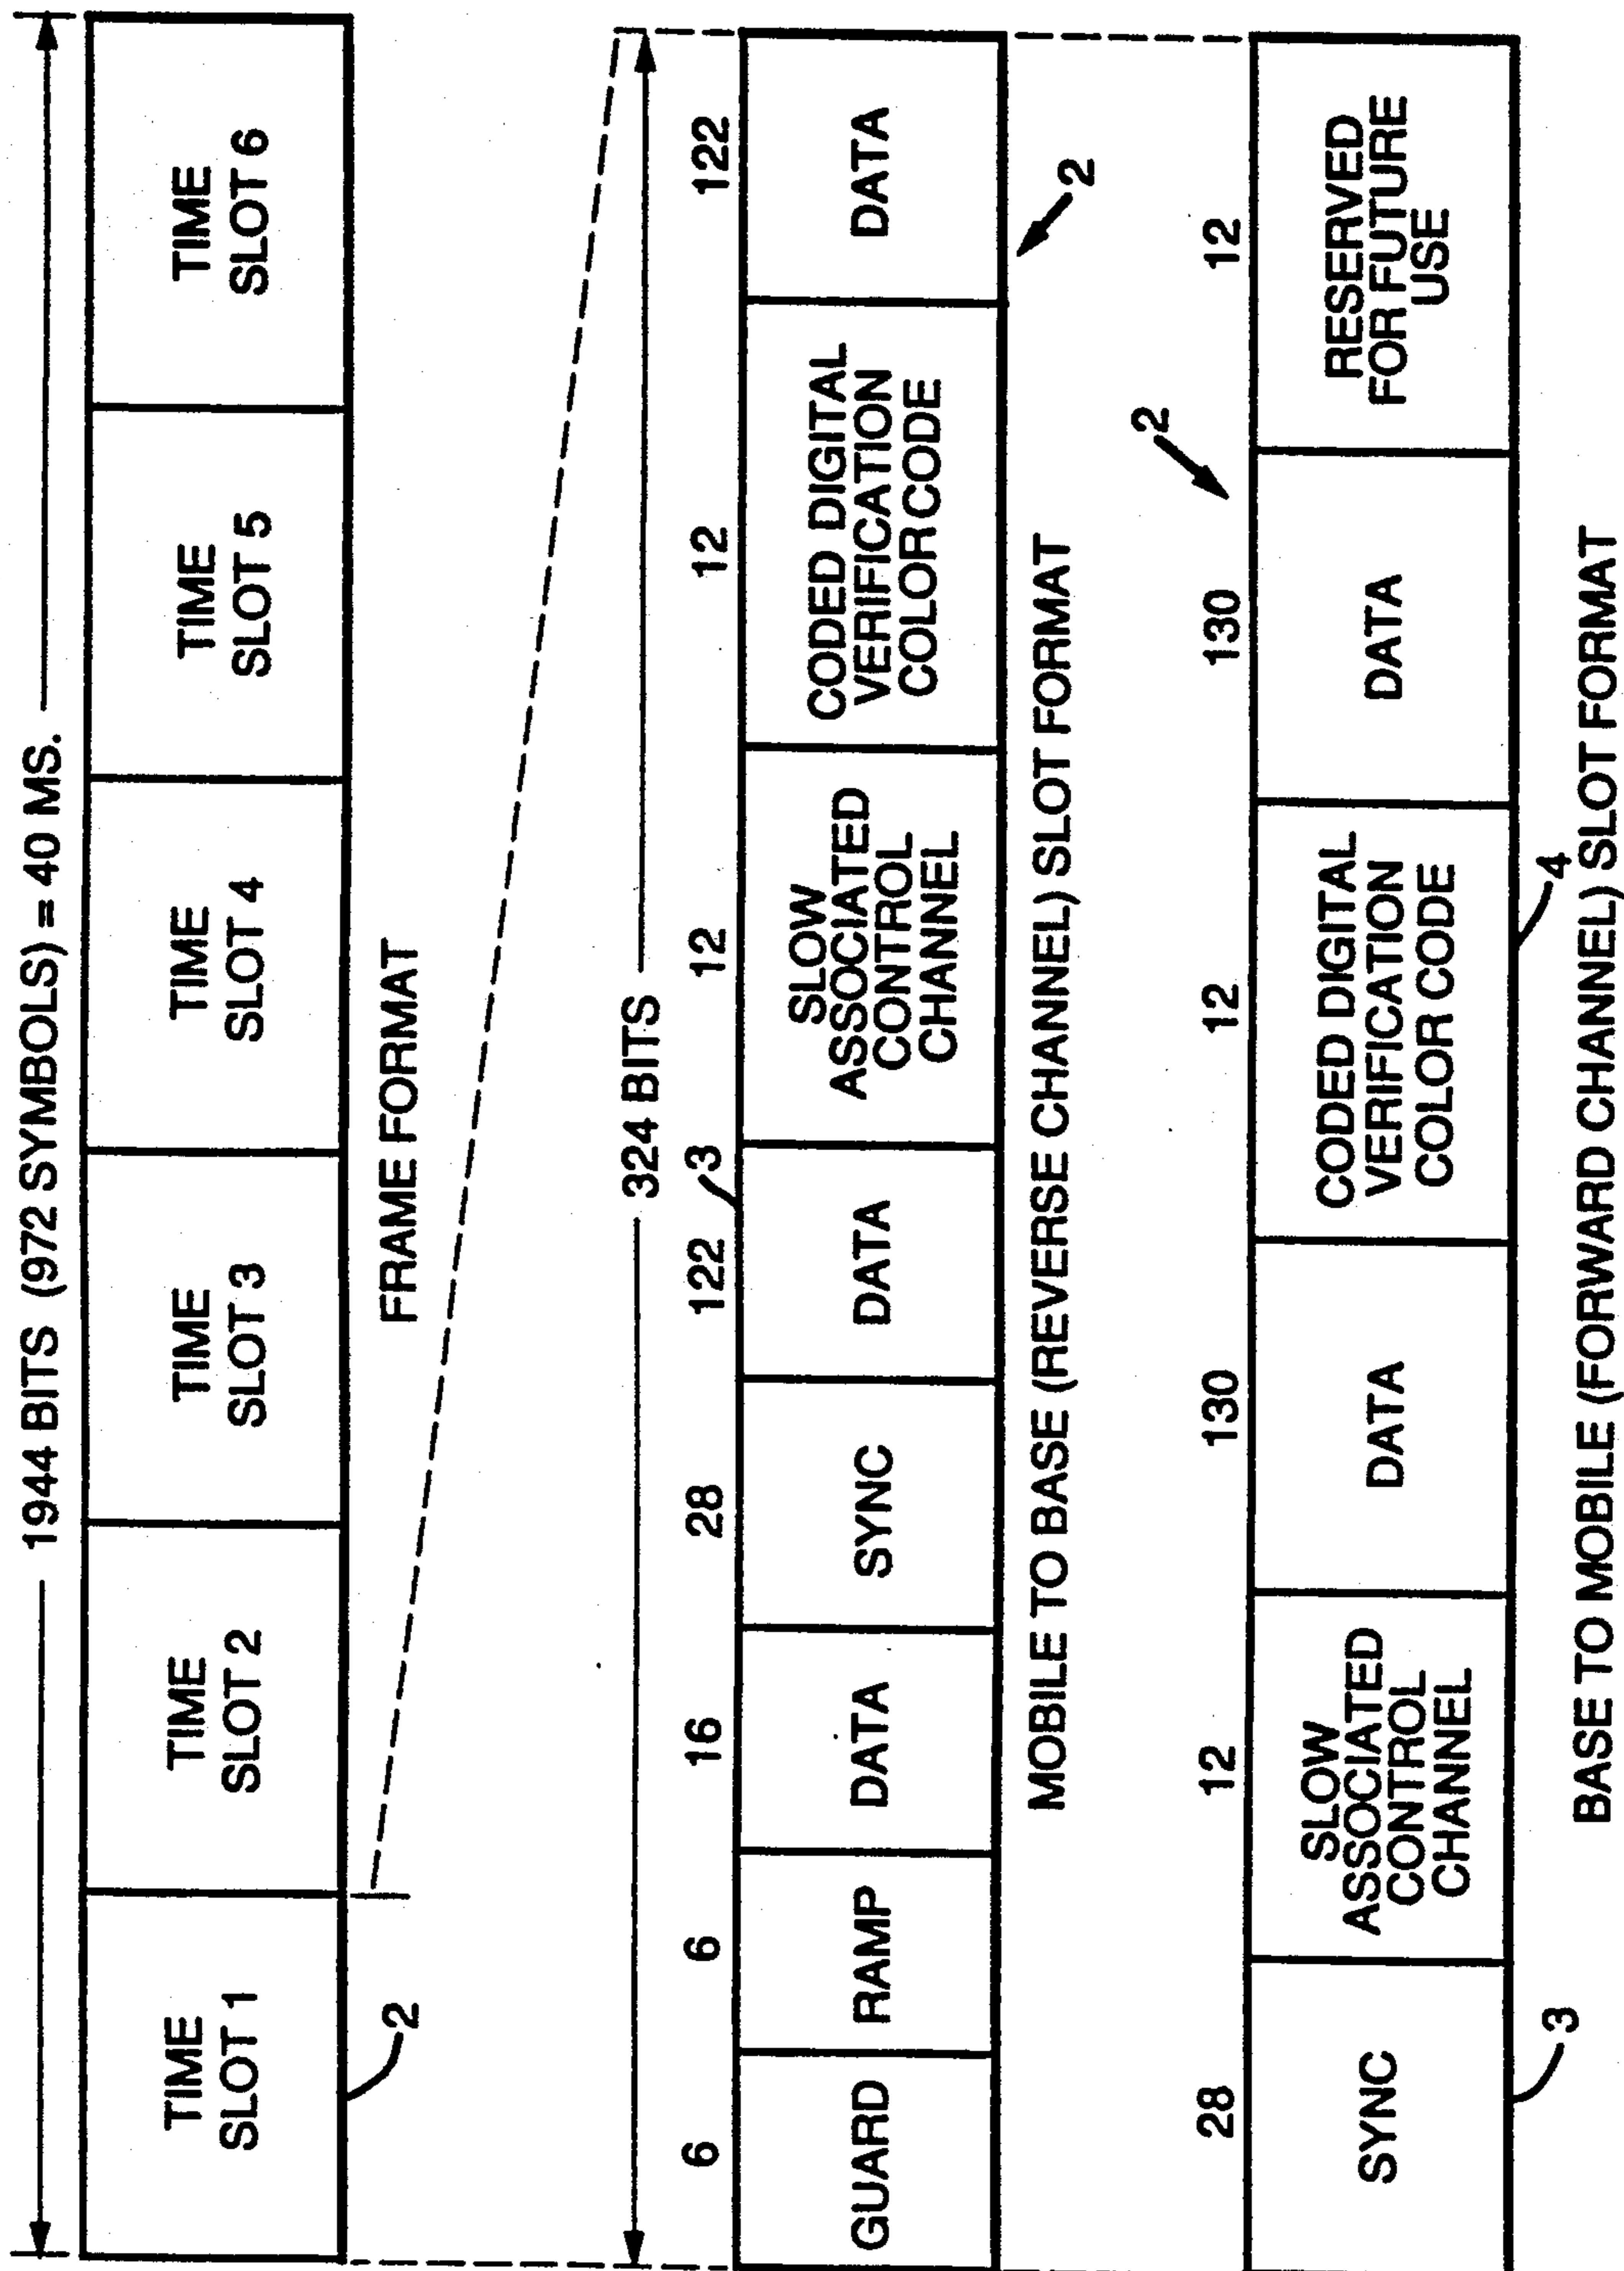 1944 BITS (972 SYMBOLS) = 40 MS.
TIME
SLOT 1
TIME
SLOT 2
TIME
SLOT 3
TIME
SLOT 4
TIME
SLOT 5
TIME
SLOT 6
2
FRAME FORMAT
324 BITS
6
6
16
28
122
3
12
12
122
GUARD
RAMP
DATA
SYNC
DATA
SLOW
ASSOCIATED
CONTROL
CHANNEL
CODED DIGITAL
VERIFICATION
COLOR CODE
DATA
MOBILE TO BASE (REVERSE CHANNEL) SLOT FORMAT
2
28
12
130
12
130
2
12
SYNC
SLOW
ASSOCIATED
CONTROL
CHANNEL
DATA
CODED DIGITAL
VERIFICATION
COLOR CODE
DATA
RESERVED
FOR FUTURE
USE
3
4
BASE TO MOBILE (FORWARD CHANNEL) SLOT FORMAT